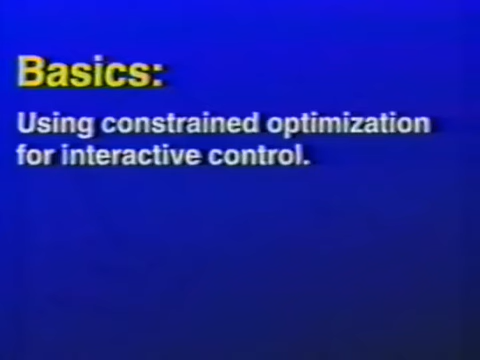 Basics:
Using constrained optimization
for interactive control.